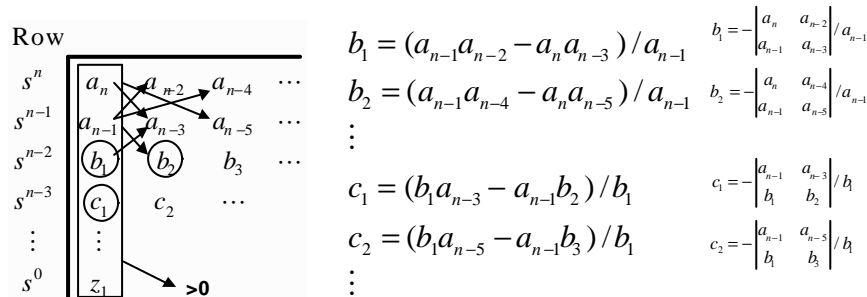 Row
s^n a_n a_{n-2} a_{n-4} ⋯
s^{n-1} a_{n-1} a_{n-3} a_{n-5} ⋯
s^{n-2} b_1 b_2 b_3 ⋯
s^{n-3} c_1 c_2 ⋯
⋮ ⋮
s^0 z_1 >0
b_1 = (a_{n-1}a_{n-2} − a_n a_{n-3}) / a_{n-1}
b_2 = (a_{n-1}a_{n-4} − a_n a_{n-5}) / a_{n-1}
⋮
c_1 = (b_1 a_{n-3} − a_{n-1}b_2) / b_1
c_2 = (b_1 a_{n-5} − a_{n-1}b_3) / b_1
⋮
b_1 = −| a_n a_{n-2} ; a_{n-1} a_{n-3} | / a_{n-1}
b_2 = −| a_n a_{n-4} ; a_{n-1} a_{n-5} | / a_{n-1}
c_1 = −| a_{n-1} a_{n-3} ; b_1 b_2 | / b_1
c_2 = −| a_{n-1} a_{n-5} ; b_1 b_3 | / b_1